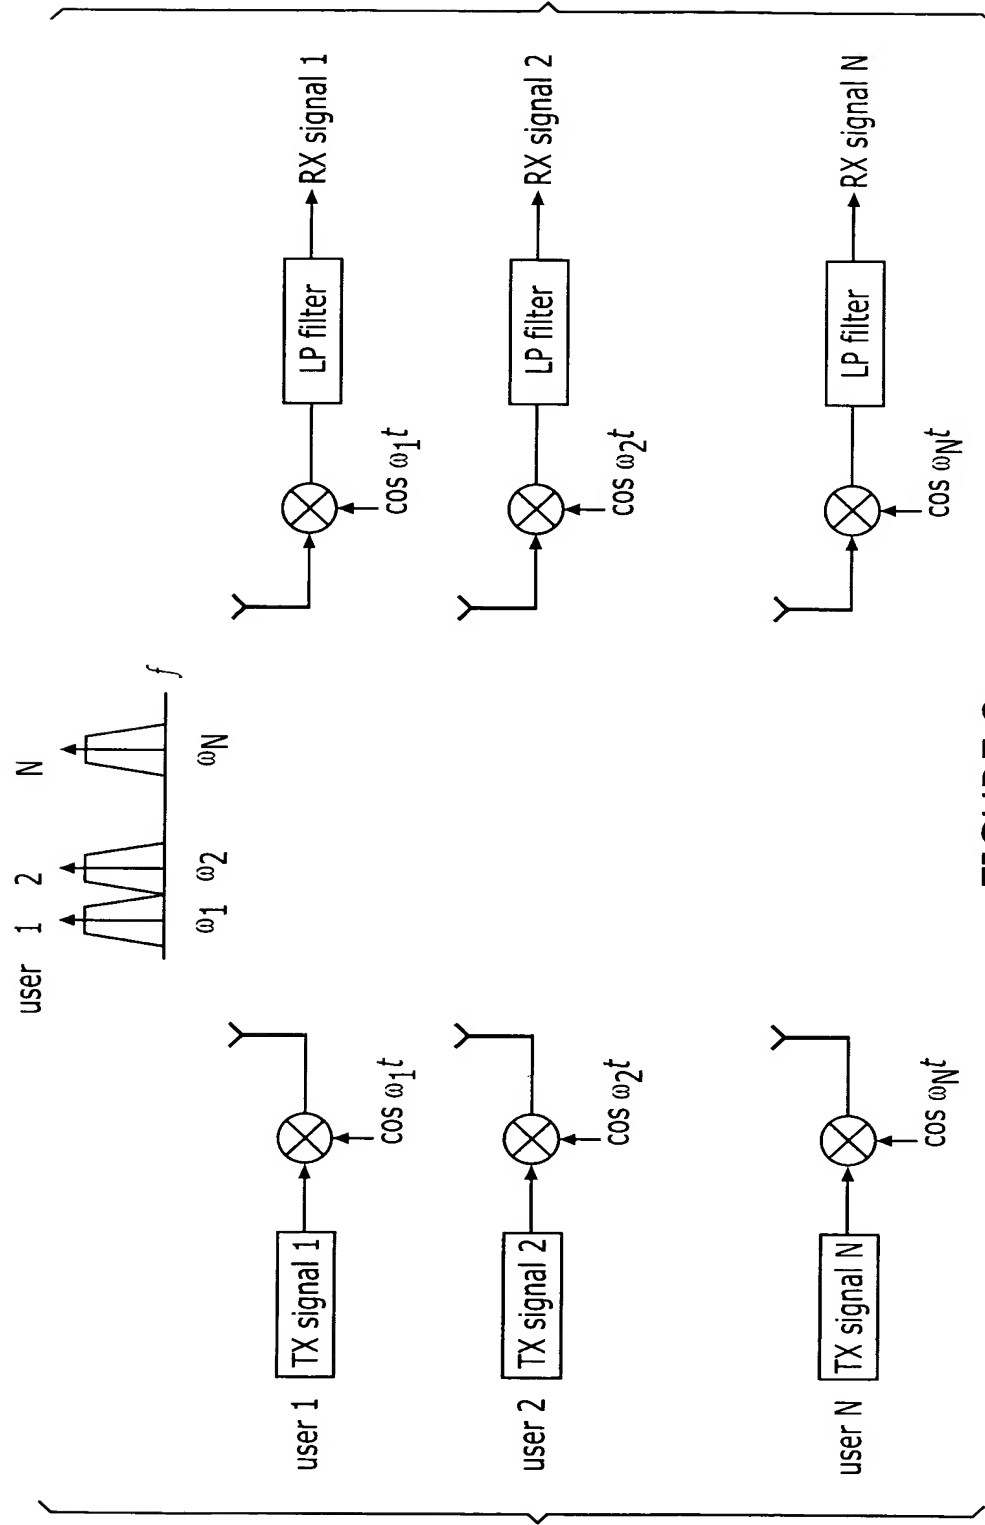 user 1 2 N
f
ω1 ω2 ωN
user 1 TX signal 1 cos ω1t cos ω1t LP filter RX signal 1
user 2 TX signal 2 cos ω2t cos ω2t LP filter RX signal 2
user N TX signal N cos ωNt cos ωNt LP filter RX signal N